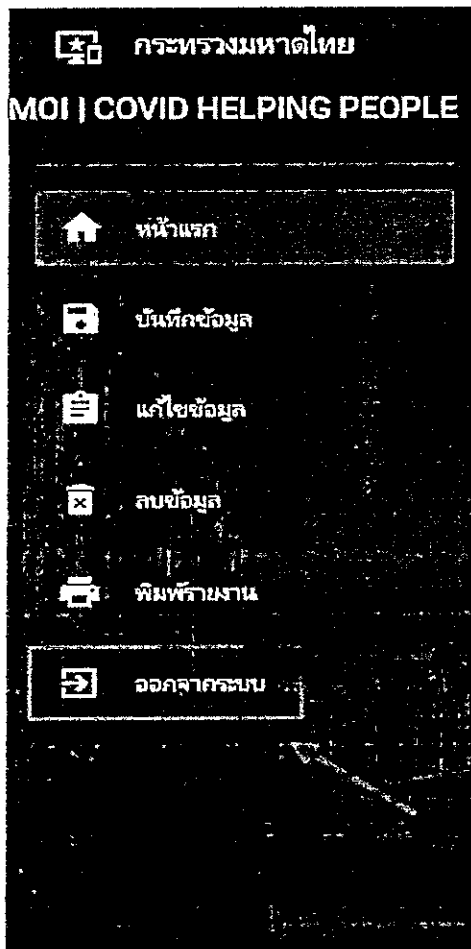 กระทรวงมหาดไทย
MOI | COVID HELPING PEOPLE
หน้าแรก
บันทึกข้อมูล
แก้ไขข้อมูล
ลบข้อมูล
พิมพ์รายงาน
ออกจากระบบ